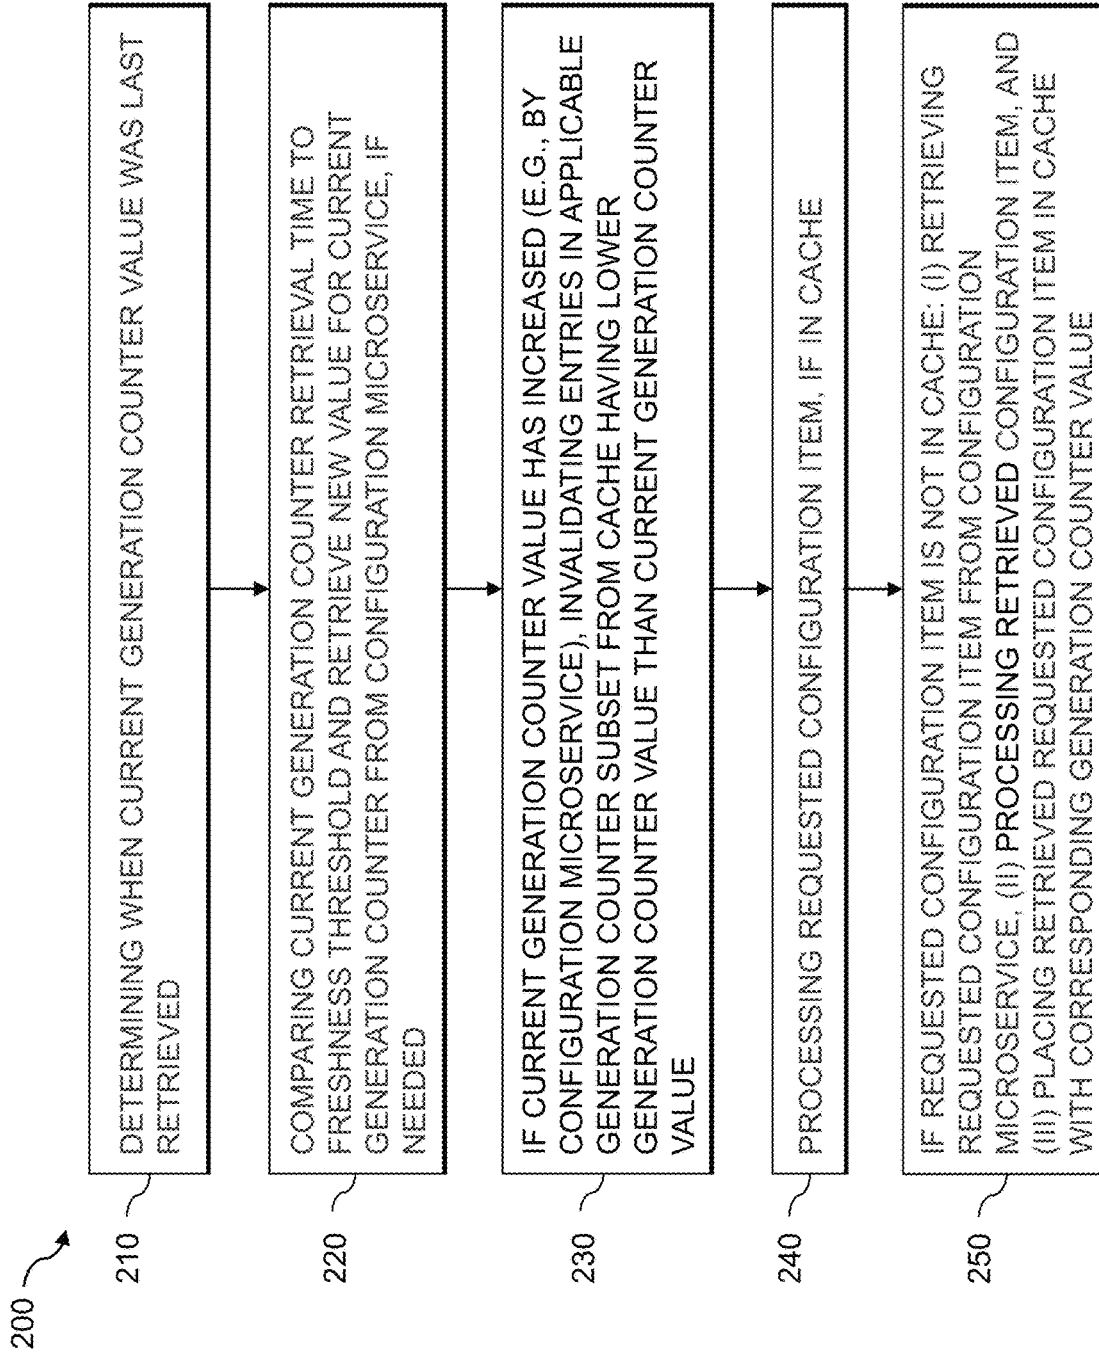 200
210
DETERMINING WHEN CURRENT GENERATION COUNTER VALUE WAS LAST
RETRIEVED
220
COMPARING CURRENT GENERATION COUNTER RETRIEVAL TIME TO
FRESHNESS THRESHOLD AND RETRIEVE NEW VALUE FOR CURRENT
GENERATION COUNTER FROM CONFIGURATION MICROSERVICE, IF
NEEDED
230
IF CURRENT GENERATION COUNTER VALUE HAS INCREASED (E.G., BY
CONFIGURATION MICROSERVICE), INVALIDATING ENTRIES IN APPLICABLE
GENERATION COUNTER SUBSET FROM CACHE HAVING LOWER
GENERATION COUNTER VALUE THAN CURRENT GENERATION COUNTER
VALUE
240
PROCESSING REQUESTED CONFIGURATION ITEM, IF IN CACHE
250
IF REQUESTED CONFIGURATION ITEM IS NOT IN CACHE: (I) RETRIEVING
REQUESTED CONFIGURATION ITEM FROM CONFIGURATION
MICROSERVICE, (II) PROCESSING RETRIEVED CONFIGURATION ITEM, AND
(III) PLACING RETRIEVED REQUESTED CONFIGURATION ITEM IN CACHE
WITH CORRESPONDING GENERATION COUNTER VALUE